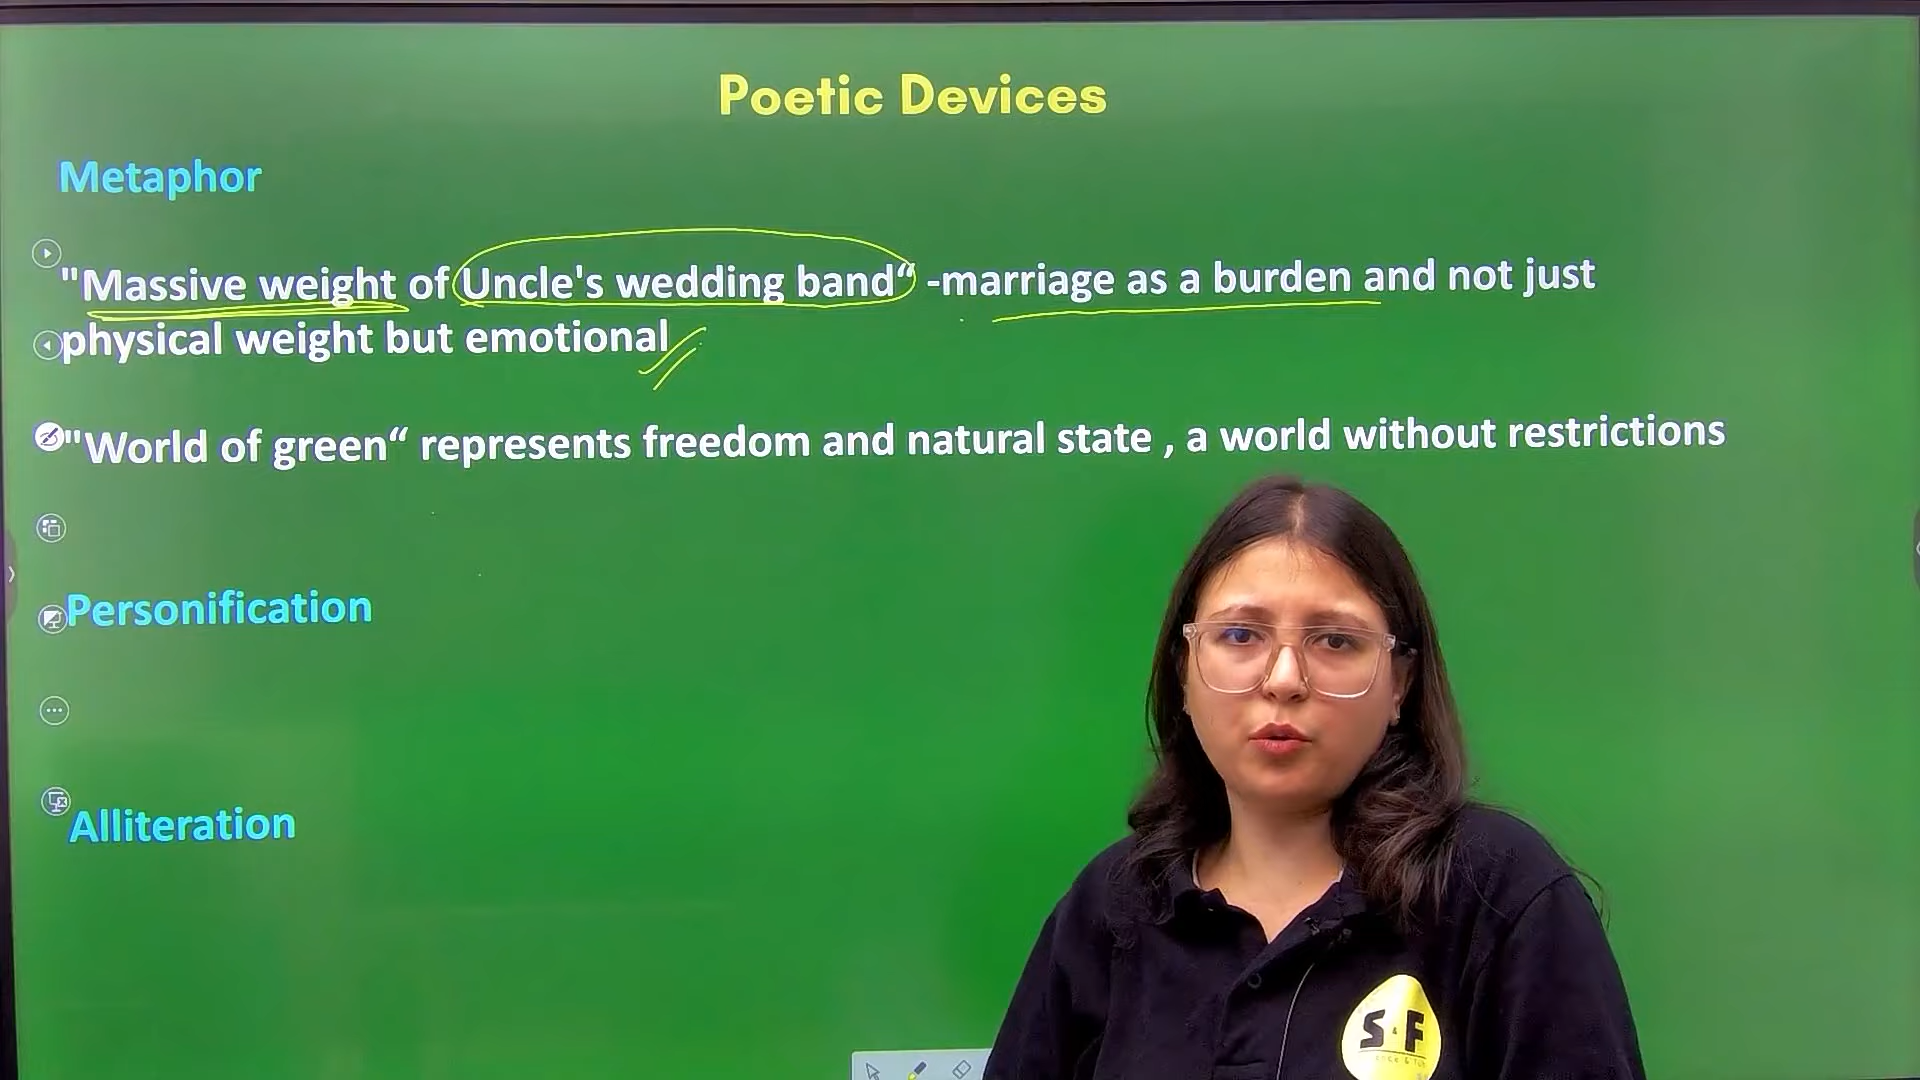 Poetic Devices
Metaphor
"Massive weight of Uncle's wedding band“ -marriage as a burden and not just
physical weight but emotional
"World of green“ represents freedom and natural state , a world without restrictions
Personification
Alliteration
S&F